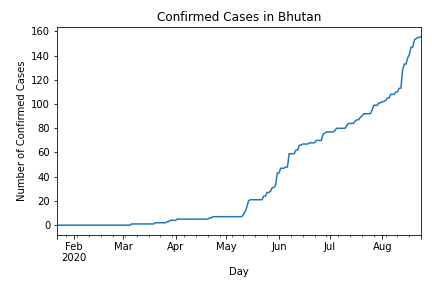 Confirmed Cases in Bhutan
Number of Confirmed Cases
160
140
120
100
80
60
40
20
0
Feb Mar Apr May Jun Jul Aug
2020
Day